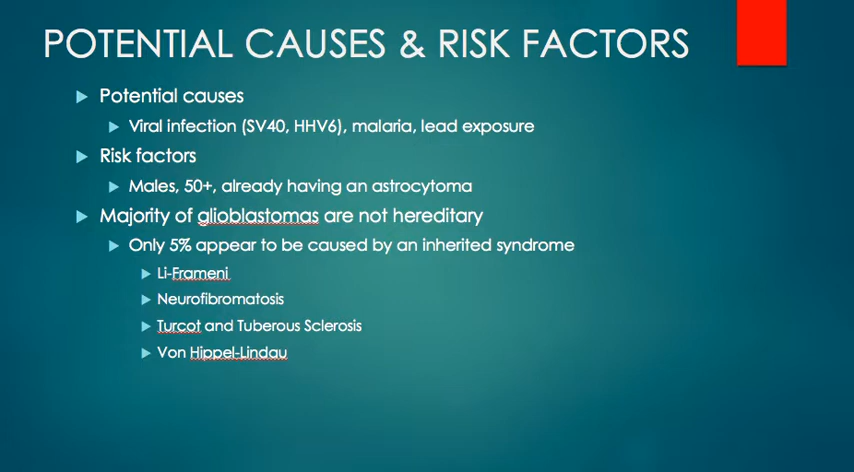 POTENTIAL CAUSES & RISK FACTORS
Potential causes
Viral infection (SV40, HHV6), malaria, lead exposure
Risk factors
Males, 50+, already having an astrocytoma
Majority of glioblastomas are not hereditary
Only 5% appear to be caused by an inherited syndrome
Li-Frameni
Neurofibromatosis
Turcot and Tuberous Sclerosis
Von Hippel-Lindau